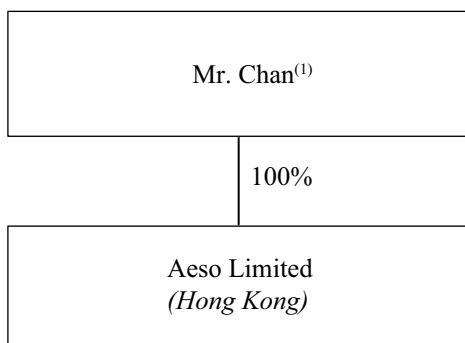 Mr. Chan(1)
100%
Aeso Limited
(Hong Kong)